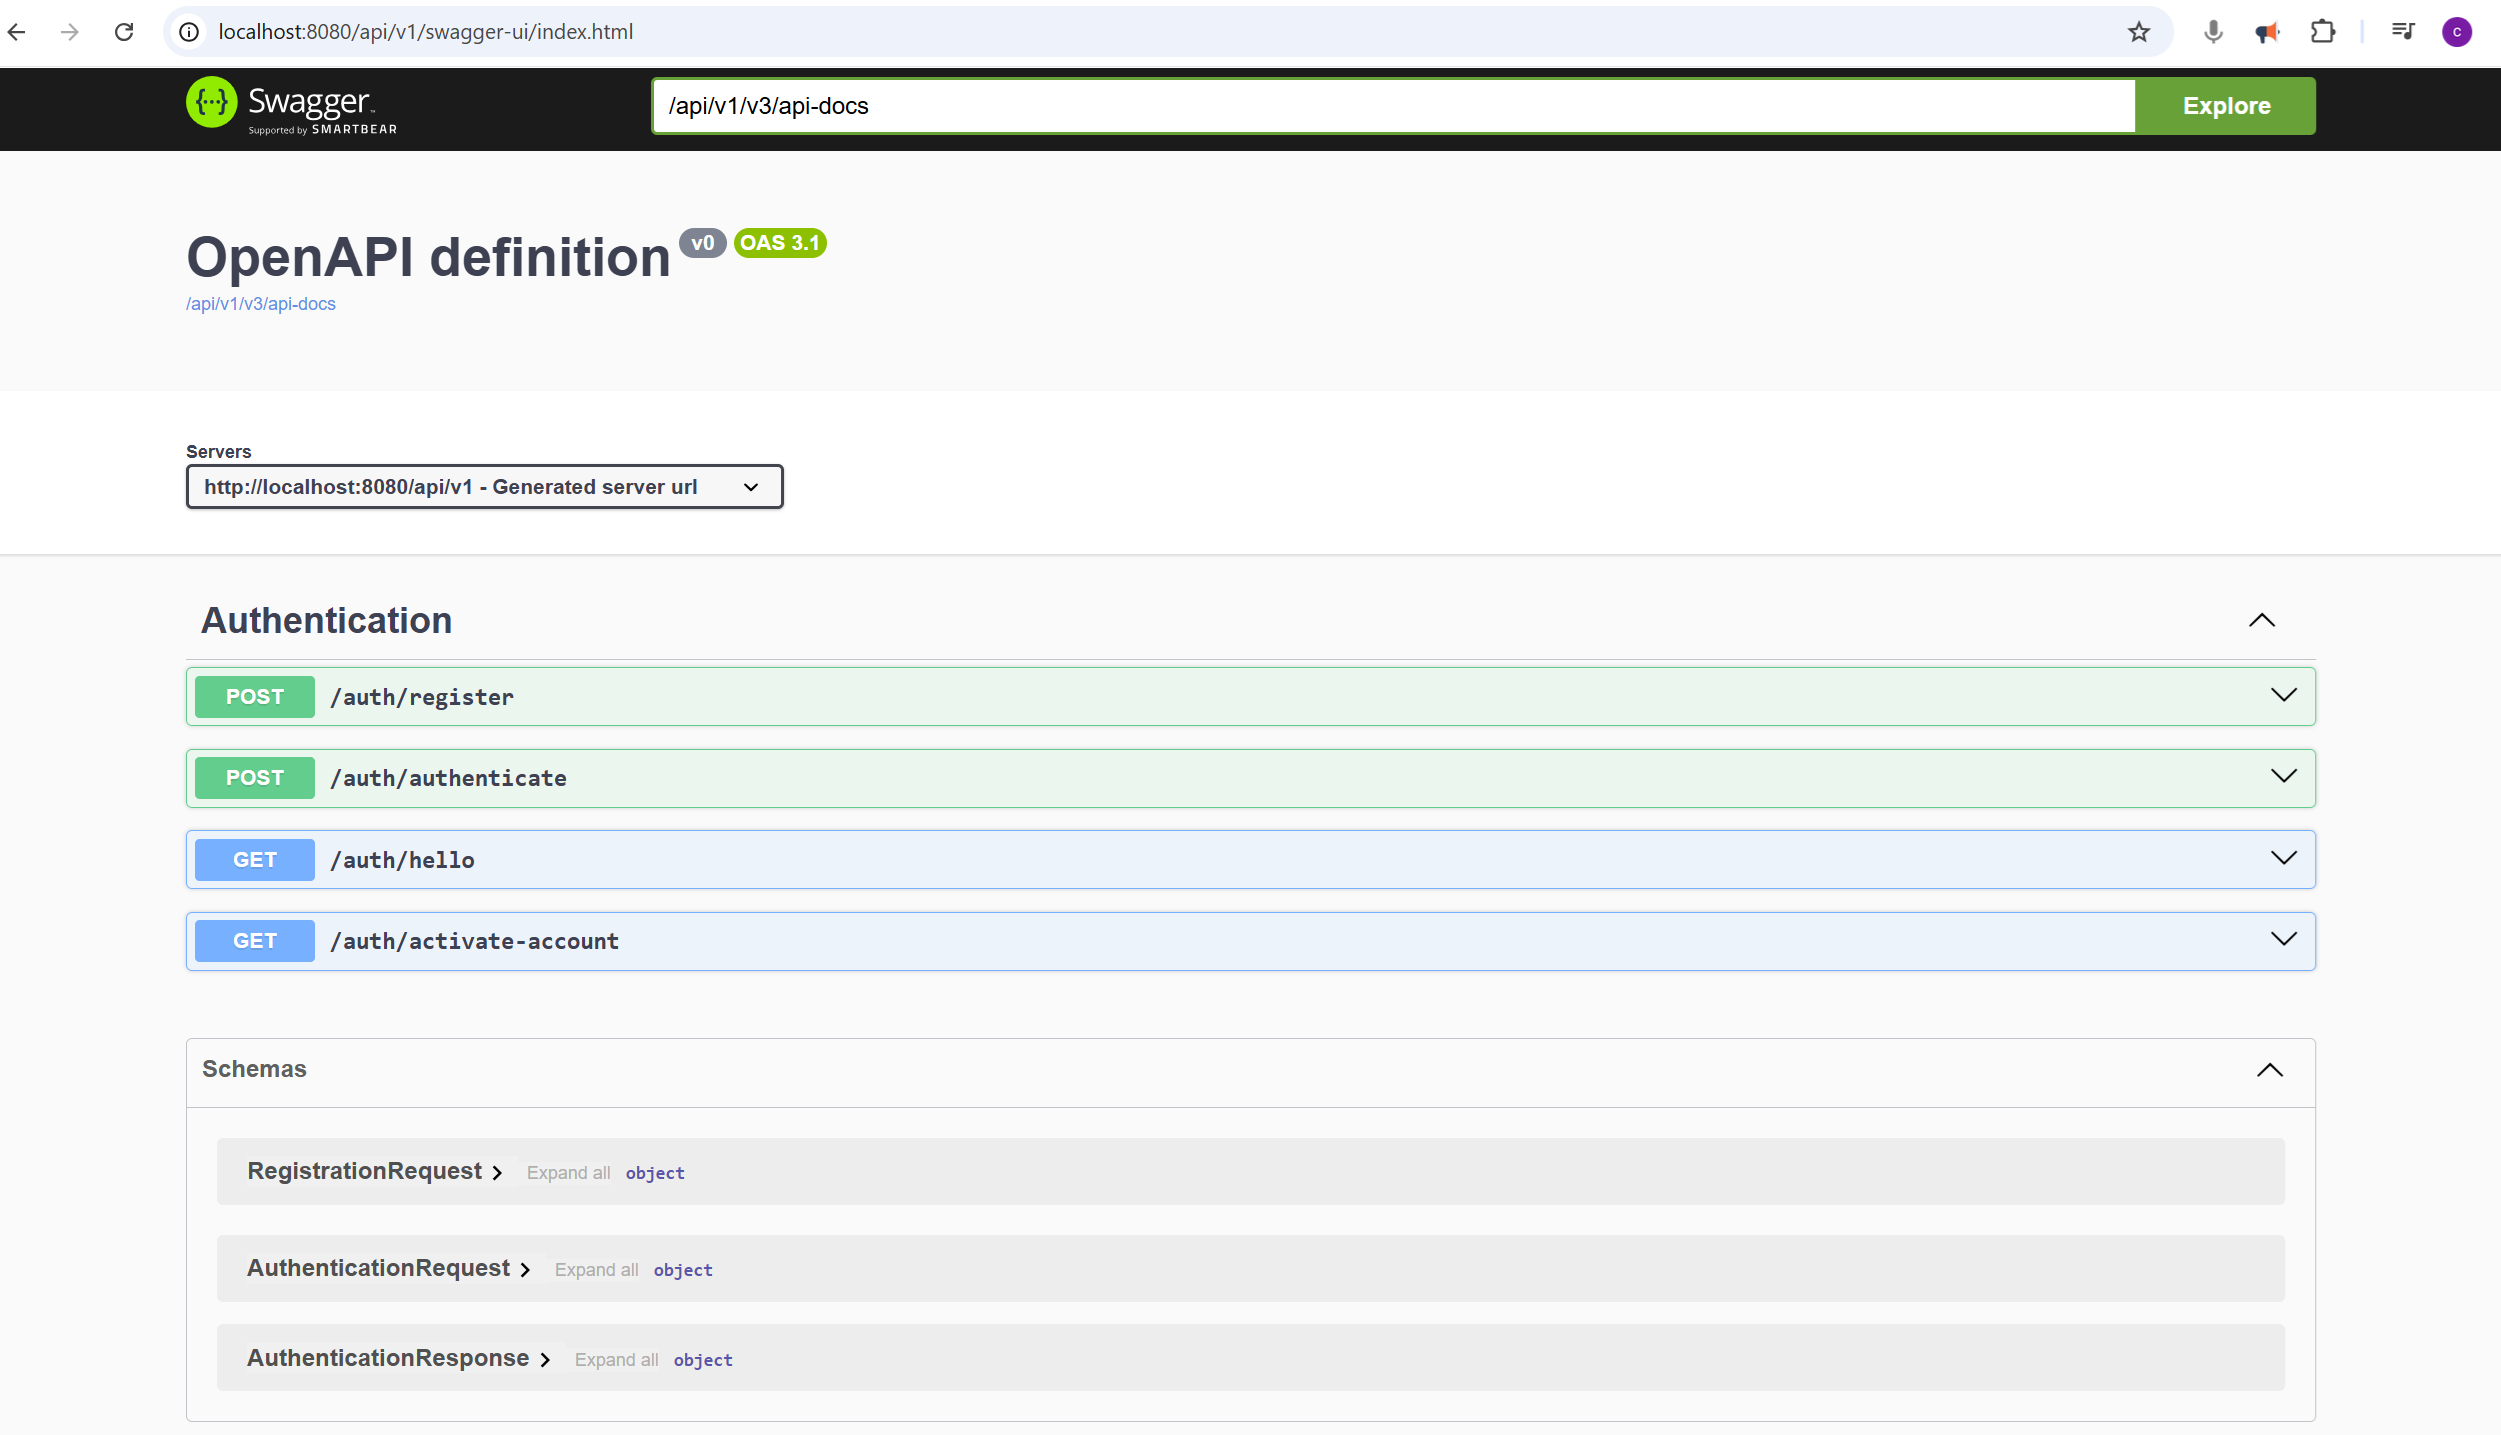 localhost:8080/api/v1/swagger-ui/index.html
C
{...} Swagger™
Supported by SMARTBEAR
/api/v1/v3/api-docs
Explore
OpenAPI definition v0 OAS 3.1
/api/v1/v3/api-docs
Servers
http://localhost:8080/api/v1 - Generated server url
Authentication
POST /auth/register
POST /auth/authenticate
GET /auth/hello
GET /auth/activate-account
Schemas
RegistrationRequest Expand all object
AuthenticationRequest Expand all object
AuthenticationResponse Expand all object